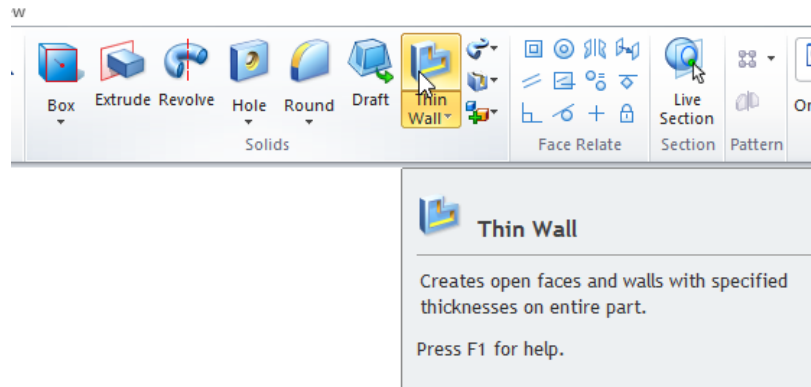 Box
Extrude
Revolve
Hole
Round
Draft
Thin
Wall
Live
Section
Solids
Face Relate
Section
Pattern
Thin Wall
Creates open faces and walls with specified
thicknesses on entire part.
Press F1 for help.